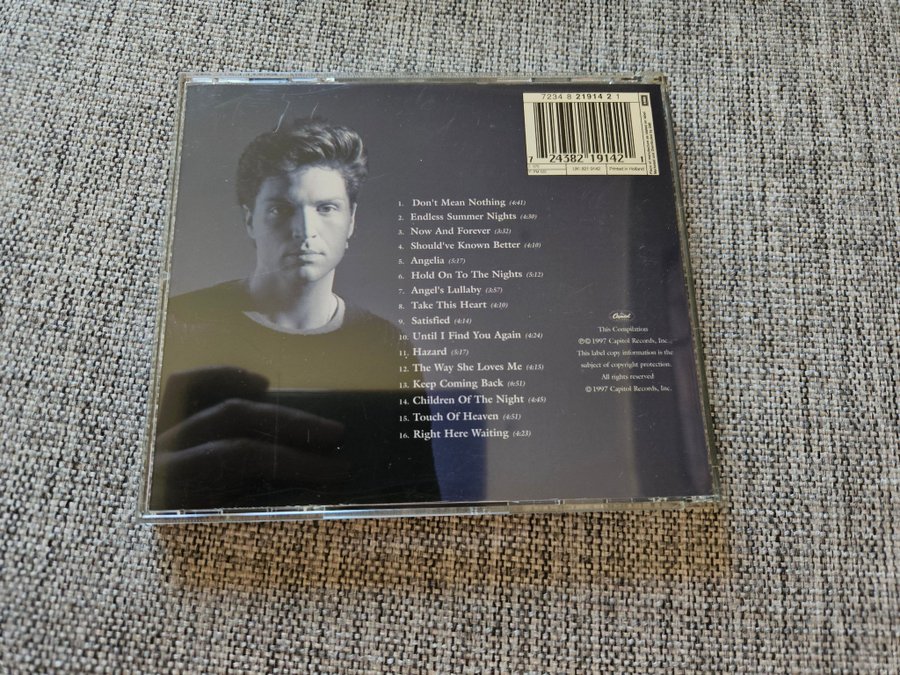 7234 8 21914 2 1
7 24382 19142 1
Printed in Holland
1. Don't Mean Nothing (4:41)
2. Endless Summer Nights (4:30)
3. Now And Forever (3:32)
4. Should've Known Better (4:10)
5. Angelia (5:17)
6. Hold On To The Nights (5:12)
7. Angel's Lullaby (3:57)
8. Take This Heart (4:10)
9. Satisfied (4:14)
10. Until I Find You Again (4:24)
11. Hazard (5:17)
12. The Way She Loves Me (4:15)
13. Keep Coming Back (6:51)
14. Children Of The Night (4:45)
15. Touch Of Heaven (4:51)
16. Right Here Waiting (4:23)
Capitol
This Compilation
℗© 1997 Capitol Records, Inc.
This label copy information is the
subject of copyright protection.
All rights reserved
© 1997 Capitol Records, Inc.